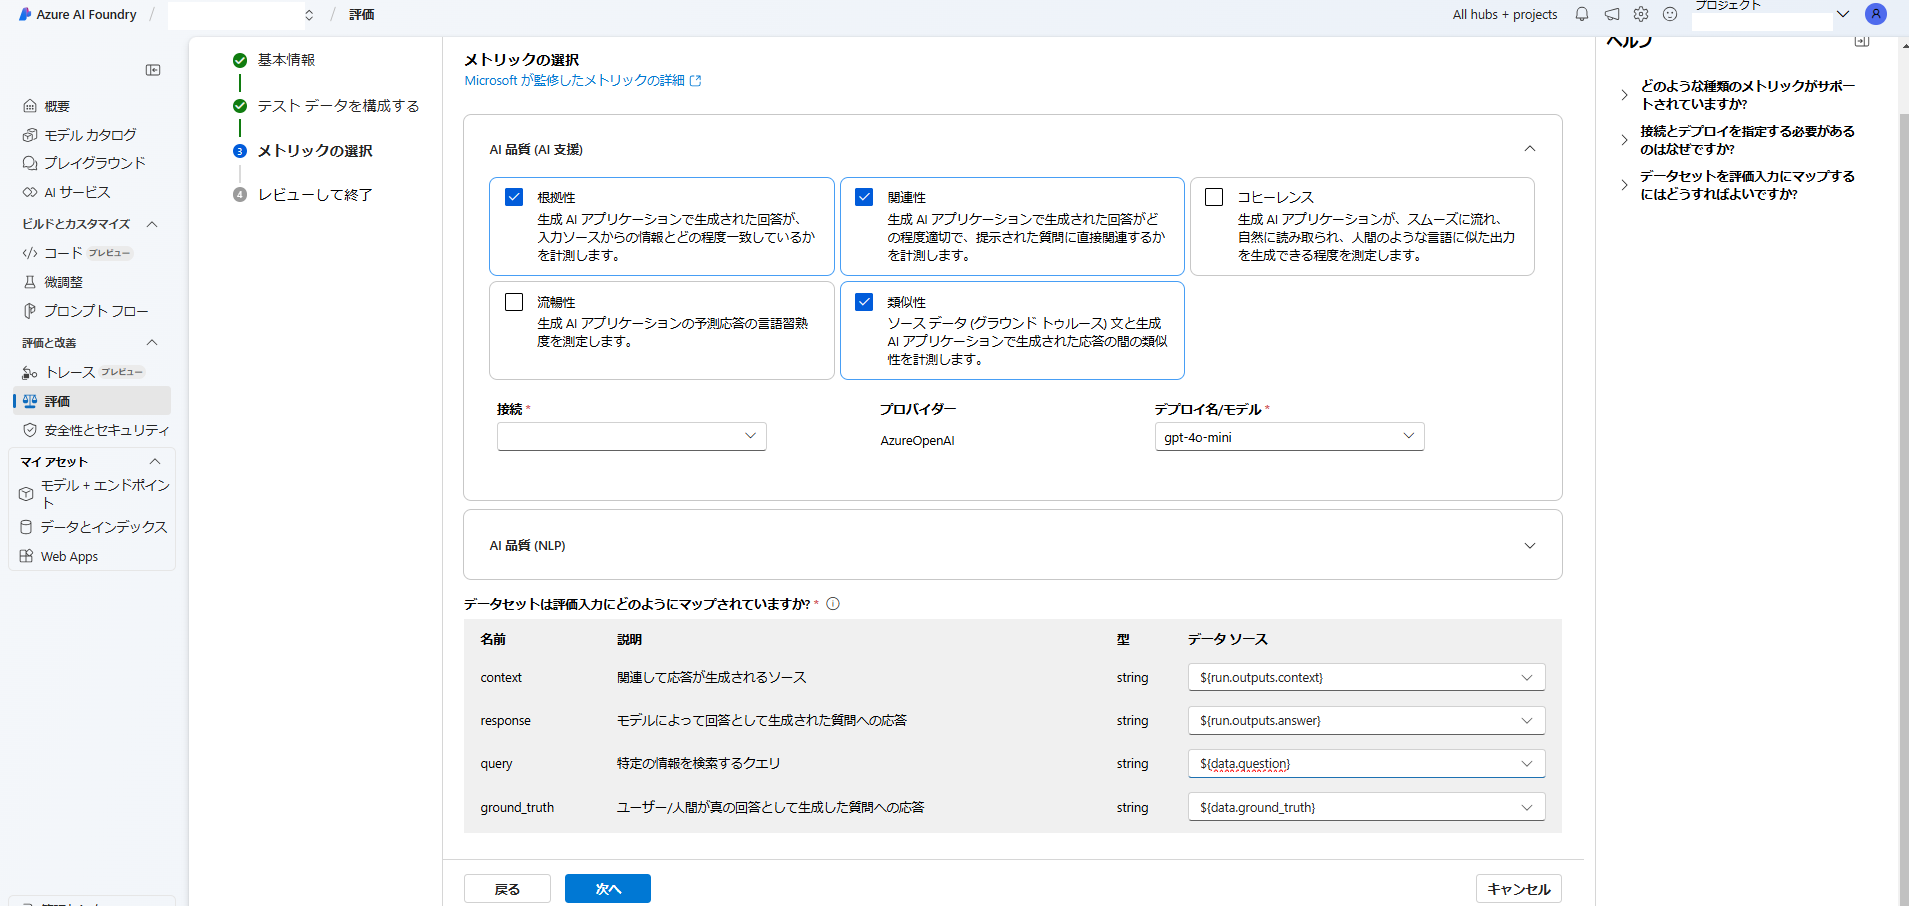 Azure AI Foundry
/
/ 評価
All hubs + projects
プロジェクト
A
概要
モデル カタログ
プレイグラウンド
AI サービス
ビルドとカスタマイズ
コード プレビュー
微調整
プロンプト フロー
評価と改善
トレース プレビュー
評価
安全性とセキュリティ
マイ アセット
モデル + エンドポイン
ト
データとインデックス
Web Apps
基本情報
テスト データを構成する
3 メトリックの選択
4 レビューして終了
メトリックの選択
Microsoft が監修したメトリックの詳細
AI 品質 (AI 支援)
根拠性
生成 AI アプリケーションで生成された回答が、
入力ソースからの情報とどの程度一致しているか
を計測します。
関連性
生成 AI アプリケーションで生成された回答がど
の程度適切で、提示された質問に直接関連するか
を計測します。
コヒーレンス
生成 AI アプリケーションが、スムーズに流れ、
自然に読み取られ、人間のような言語に似た出力
を生成できる程度を測定します。
流暢性
生成 AI アプリケーションの予測応答の言語習熟
度を測定します。
類似性
ソース データ (グラウンド トゥルース) 文と生成
AI アプリケーションで生成された応答の間の類似
性を計測します。
接続 *
プロバイダー
AzureOpenAI
デプロイ名/モデル *
gpt-4o-mini
AI 品質 (NLP)
データセットは評価入力にどのようにマップされていますか? *
名前 説明 型 データ ソース
context 関連して応答が生成されるソース string ${run.outputs.context}
response モデルによって回答として生成された質問への応答 string ${run.outputs.answer}
query 特定の情報を検索するクエリ string ${data.question}
ground_truth ユーザー/人間が真の回答として生成した質問への応答 string ${data.ground_truth}
戻る
次へ
キャンセル
ヘルプ
どのような種類のメトリックがサポー
トされていますか?
接続とデプロイを指定する必要がある
のはなぜですか?
データセットを評価入力にマップする
にはどうすればよいですか?